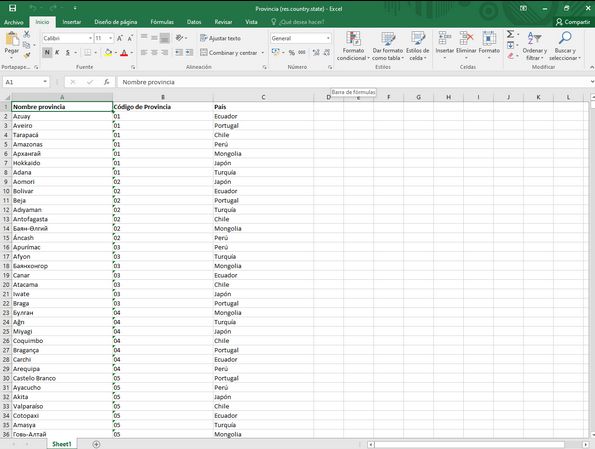 Provincia (res.country.state) - Excel
Archivo Inicio Insertar Diseño de página Fórmulas Datos Revisar Vista ¿Qué desea hacer? Compartir
Pegar Calibri 11 Ajustar texto General Formato condicional Dar formato como tabla Estilos de celda Insertar Eliminar Formato Ordenar y filtrar Buscar y seleccionar
N K S Combinar y centrar
Portapape... Fuente Alineación Número Estilos Celdas Modificar
A1 Nombre provincia
Barra de fórmulas
A B C D E F G H I J K L
1 Nombre provincia Código de Provincia País
2 Azuay 01 Ecuador
3 Aveiro 01 Portugal
4 Tarapacá 01 Chile
5 Amazonas 01 Perú
6 Архангай 01 Mongolia
7 Hokkaido 01 Japón
8 Adana 01 Turquía
9 Aomori 02 Japón
10 Bolivar 02 Ecuador
11 Beja 02 Portugal
12 Adıyaman 02 Turquía
13 Antofagasta 02 Chile
14 Баян-Өлгий 02 Mongolia
15 Áncash 02 Perú
16 Apurímac 03 Perú
17 Afyon 03 Turquía
18 Баянхонгор 03 Mongolia
19 Canar 03 Ecuador
20 Atacama 03 Chile
21 Iwate 03 Japón
22 Braga 03 Portugal
23 Булган 04 Mongolia
24 Ağrı 04 Turquía
25 Miyagi 04 Japón
26 Coquimbo 04 Chile
27 Bragança 04 Portugal
28 Carchi 04 Ecuador
29 Arequipa 04 Perú
30 Castelo Branco 05 Portugal
31 Ayacucho 05 Perú
32 Akita 05 Japón
33 Valparaíso 05 Chile
34 Cotopaxi 05 Ecuador
35 Amasya 05 Turquía
36 Говь-Алтай 05 Mongolia
Sheet1